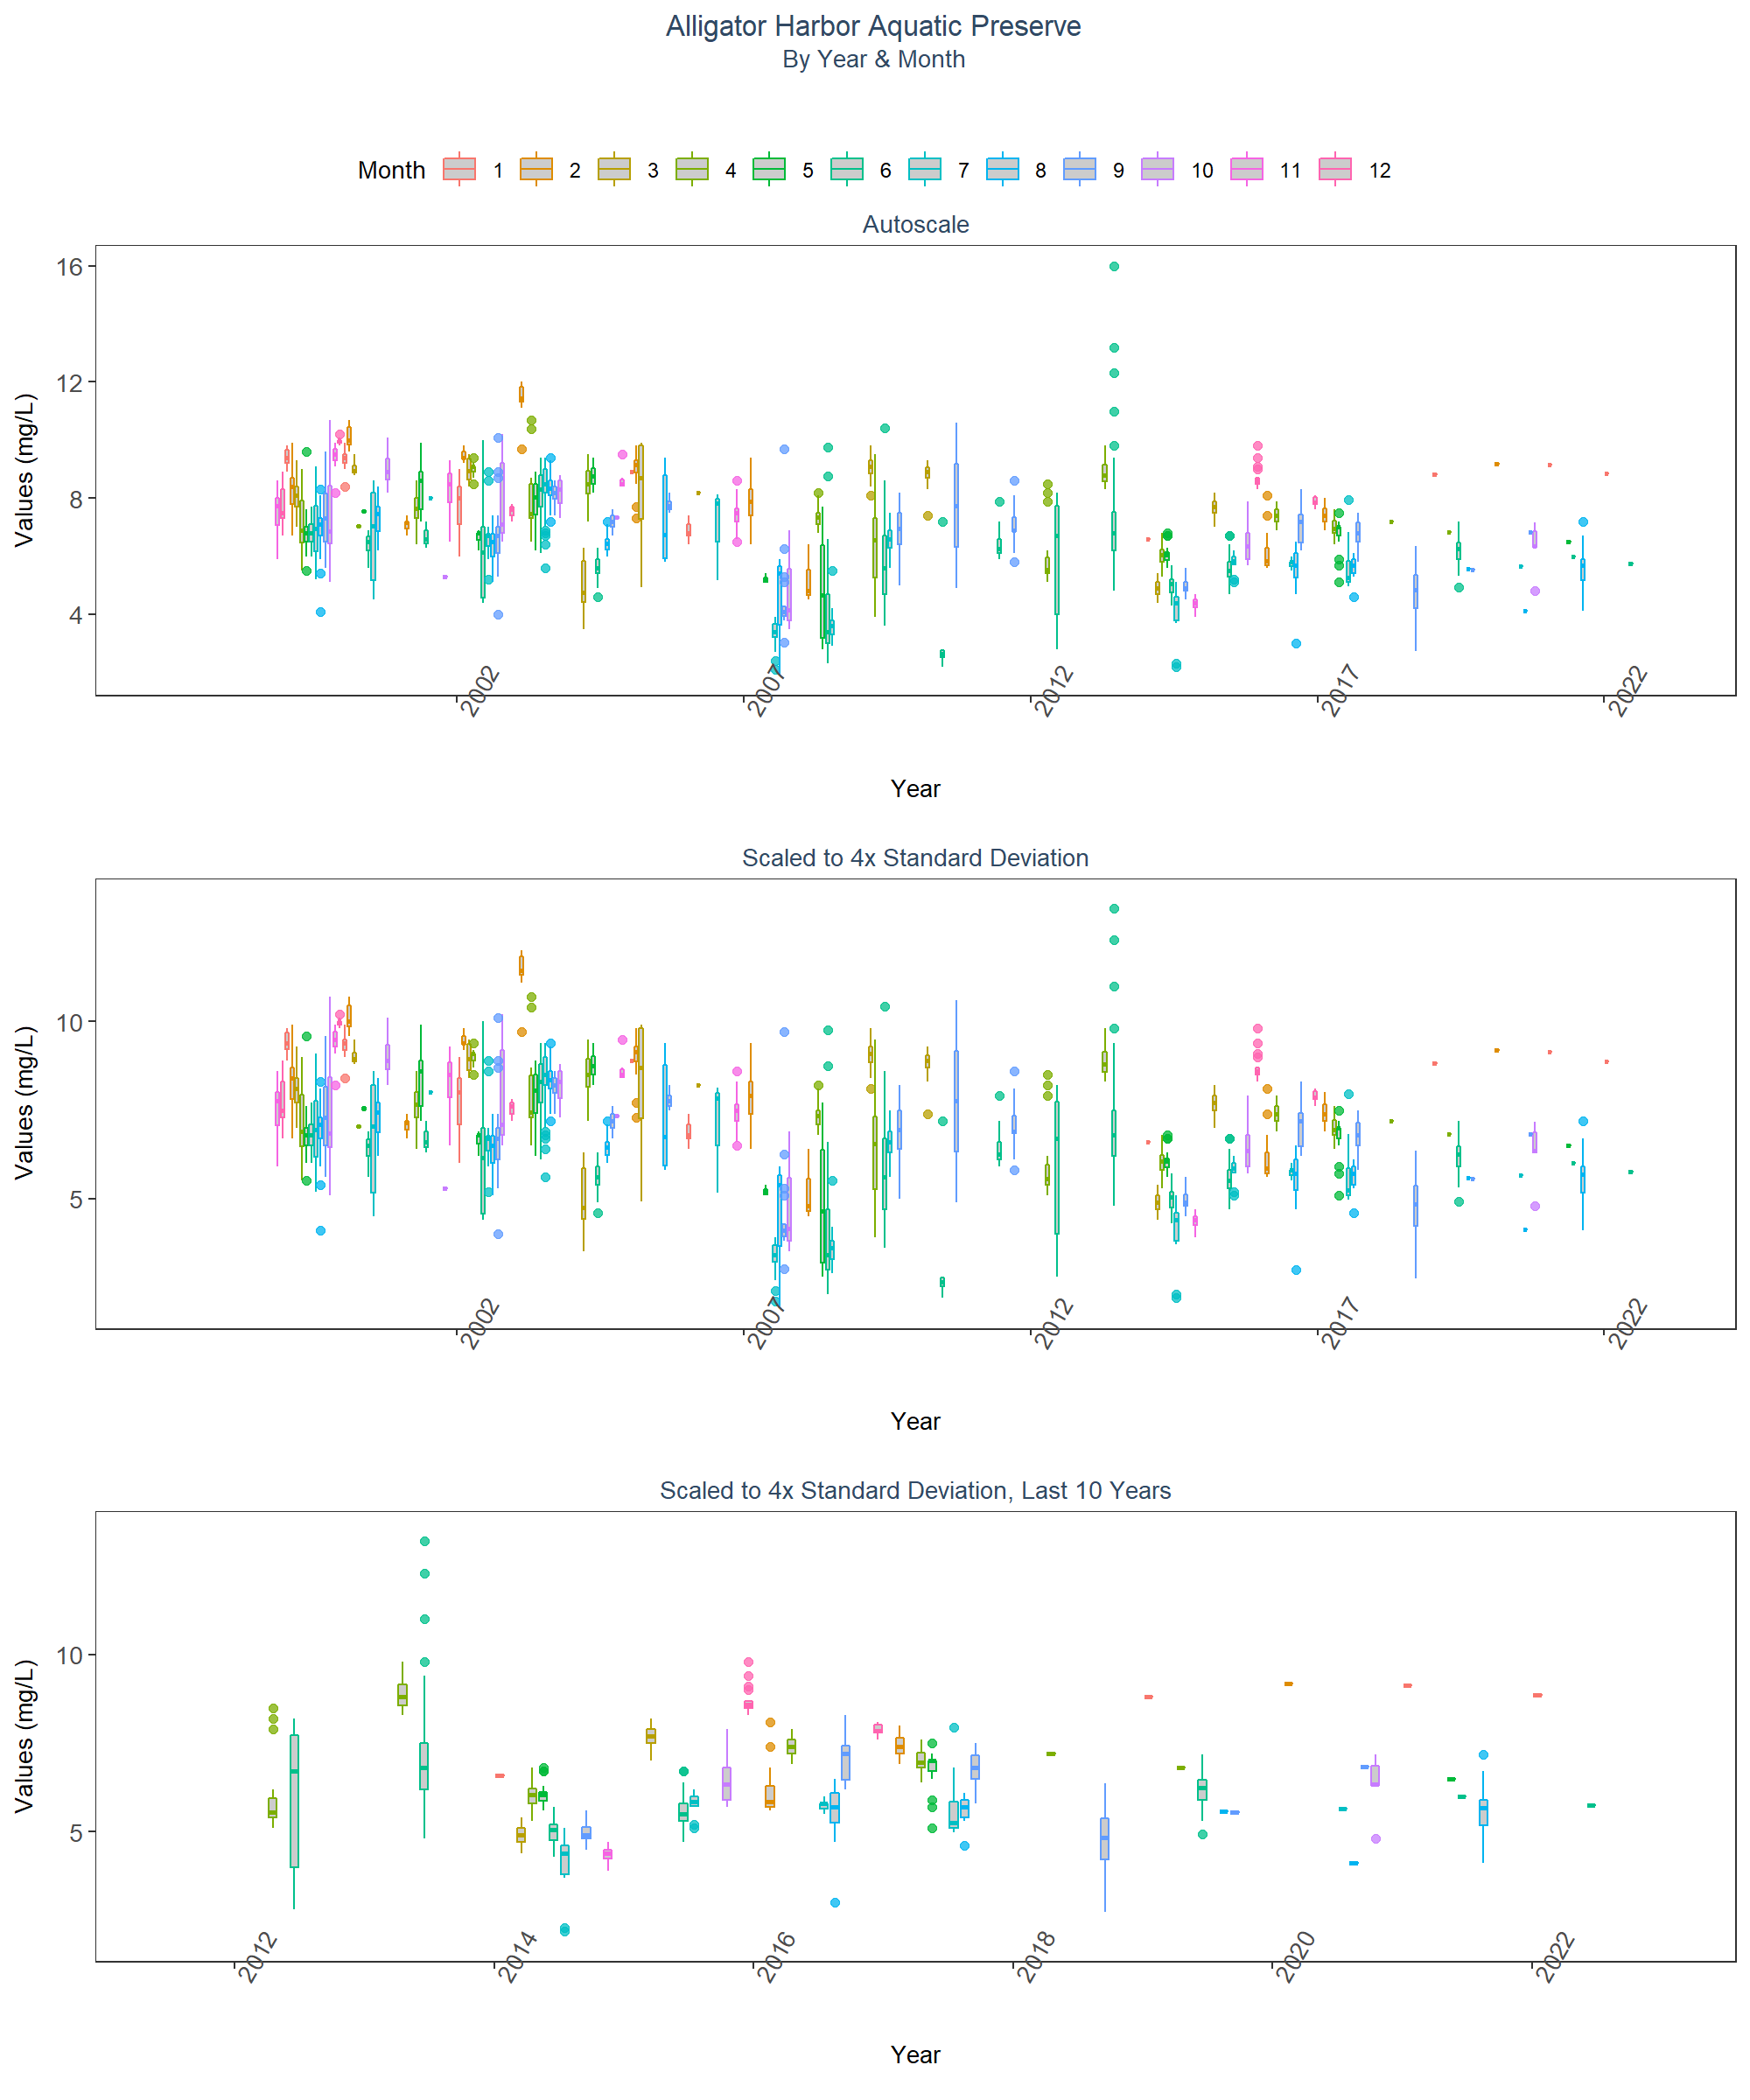 Alligator Harbor Aquatic Preserve
By Year & Month
Month 1 2 3 4 5 6 7 8 9 10 11 12
Autoscale
Values (mg/L)
16
12
8
4
2002 2007 2012 2017 2022
Year
Scaled to 4x Standard Deviation
Values (mg/L)
10
5
2002 2007 2012 2017 2022
Year
Scaled to 4x Standard Deviation, Last 10 Years
Values (mg/L)
10
5
2012 2014 2016 2018 2020 2022
Year